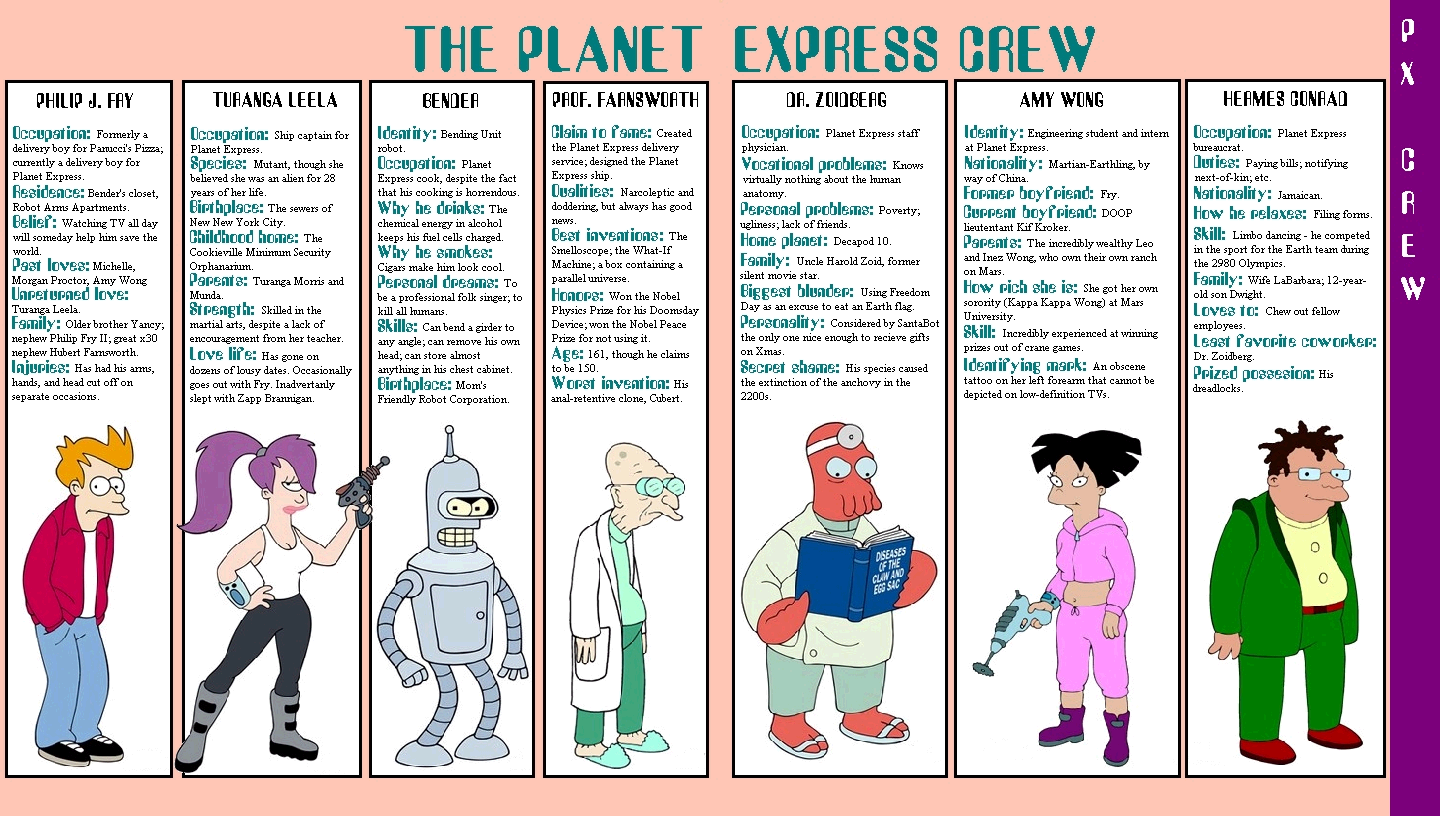 THE PLANET EXPRESS CREW
PHILIP J. FRY
Occupation: Formerly a
delivery boy for Panucci's Pizza;
currently a delivery boy for
Planet Express.
Residence: Bender's closet,
Robot Arms Apartments.
Belief: Watching TV all day
will someday help him save the
world.
Past loves: Michelle,
Morgan Proctor, Amy Wong
Unreturned love:
Turanga Leela.
Family: Older brother Yancy;
nephew Philip Fry II; great x30
nephew Hubert Farnsworth.
Injuries: Has had his arms,
hands, and head cut off on
separate occasions.
TURANGA LEELA
Occupation: Ship captain for
Planet Express.
Species: Mutant, though she
believed she was an alien for 28
years of her life.
Birthplace: The sewers of
New New York City.
Childhood home: The
Cookieville Minimum Security
Orphanarium.
Parents: Turanga Morris and
Munda.
Strength: Skilled in the
martial arts, despite a lack of
encouragement from her teacher.
Love life: Has gone on
dozens of lousy dates. Occasionally
goes out with Fry. Inadvertantly
slept with Zapp Brannigan.
BENDER
Identity: Bending Unit
robot.
Occupation: Planet
Express cook, despite the fact
that his cooking is horrendous.
Why he drinks: The
chemical energy in alcohol
keeps his fuel cells charged.
Why he smokes:
Cigars make him look cool.
Personal dreams: To
be a professional folk singer; to
kill all humans.
Skills: Can bend a girder to
any angle; can remove his own
head; can store almost
anything in his chest cabinet.
Birthplace: Mom's
Friendly Robot Corporation.
PROF. FARNSWORTH
Claim to fame: Created
the Planet Express delivery
service; designed the Planet
Express ship.
Qualities: Narcoleptic and
doddering, but always has good
news.
Best inventions: The
Smelloscope; the What-If
Machine; a box containing a
parallel universe.
Honors: Won the Nobel
Physics Prize for his Doomsday
Device; won the Nobel Peace
Prize for not using it.
Age: 161, though he claims
to be 150.
Worst invention: His
anal-retentive clone, Cubert.
DR. ZOIDBERG
Occupation: Planet Express staff
physician.
Vocational problems: Knows
virtually nothing about the human
anatomy.
Personal problems: Poverty;
ugliness; lack of friends.
Home planet: Decapod 10.
Family: Uncle Harold Zoid, former
silent movie star.
Biggest blunder: Using Freedom
Day as an excuse to eat an Earth flag.
Personality: Considered by SantaBot
the only one nice enough to recieve gifts
on Xmas.
Secret shame: His species caused
the extinction of the anchovy in the
2200s.
DISEASES
OF THE
CLAW AND
EGG SAC
AMY WONG
Identity: Engineering student and intern
at Planet Express.
Nationality: Martian-Earthling, by
way of China.
Former boyfriend: Fry.
Current boyfriend: DOOP
lieutentant Kif Kroker.
Parents: The incredibly wealthy Leo
and Inez Wong, who own their own ranch
on Mars.
How rich she is: She got her own
sorority (Kappa Kappa Wong) at Mars
University.
Skill: Incredibly experienced at winning
prizes out of crane games.
Identifying mark: An obscene
tattoo on her left forearm that cannot be
depicted on low-definition TVs.
HERMES CONRAD
Occupation: Planet Express
bureaucrat.
Duties: Paying bills; notifying
next-of-kin; etc.
Nationality: Jamaican.
How he relaxes: Filing forms.
Skill: Limbo dancing - he competed
in the sport for the Earth team during
the 2980 Olympics.
Family: Wife LaBarbara; 12-year-
old son Dwight.
Loves to: Chew out fellow
employees.
Least favorite coworker:
Dr. Zoidberg.
Prized possesion: His
dreadlocks.
PX CREW